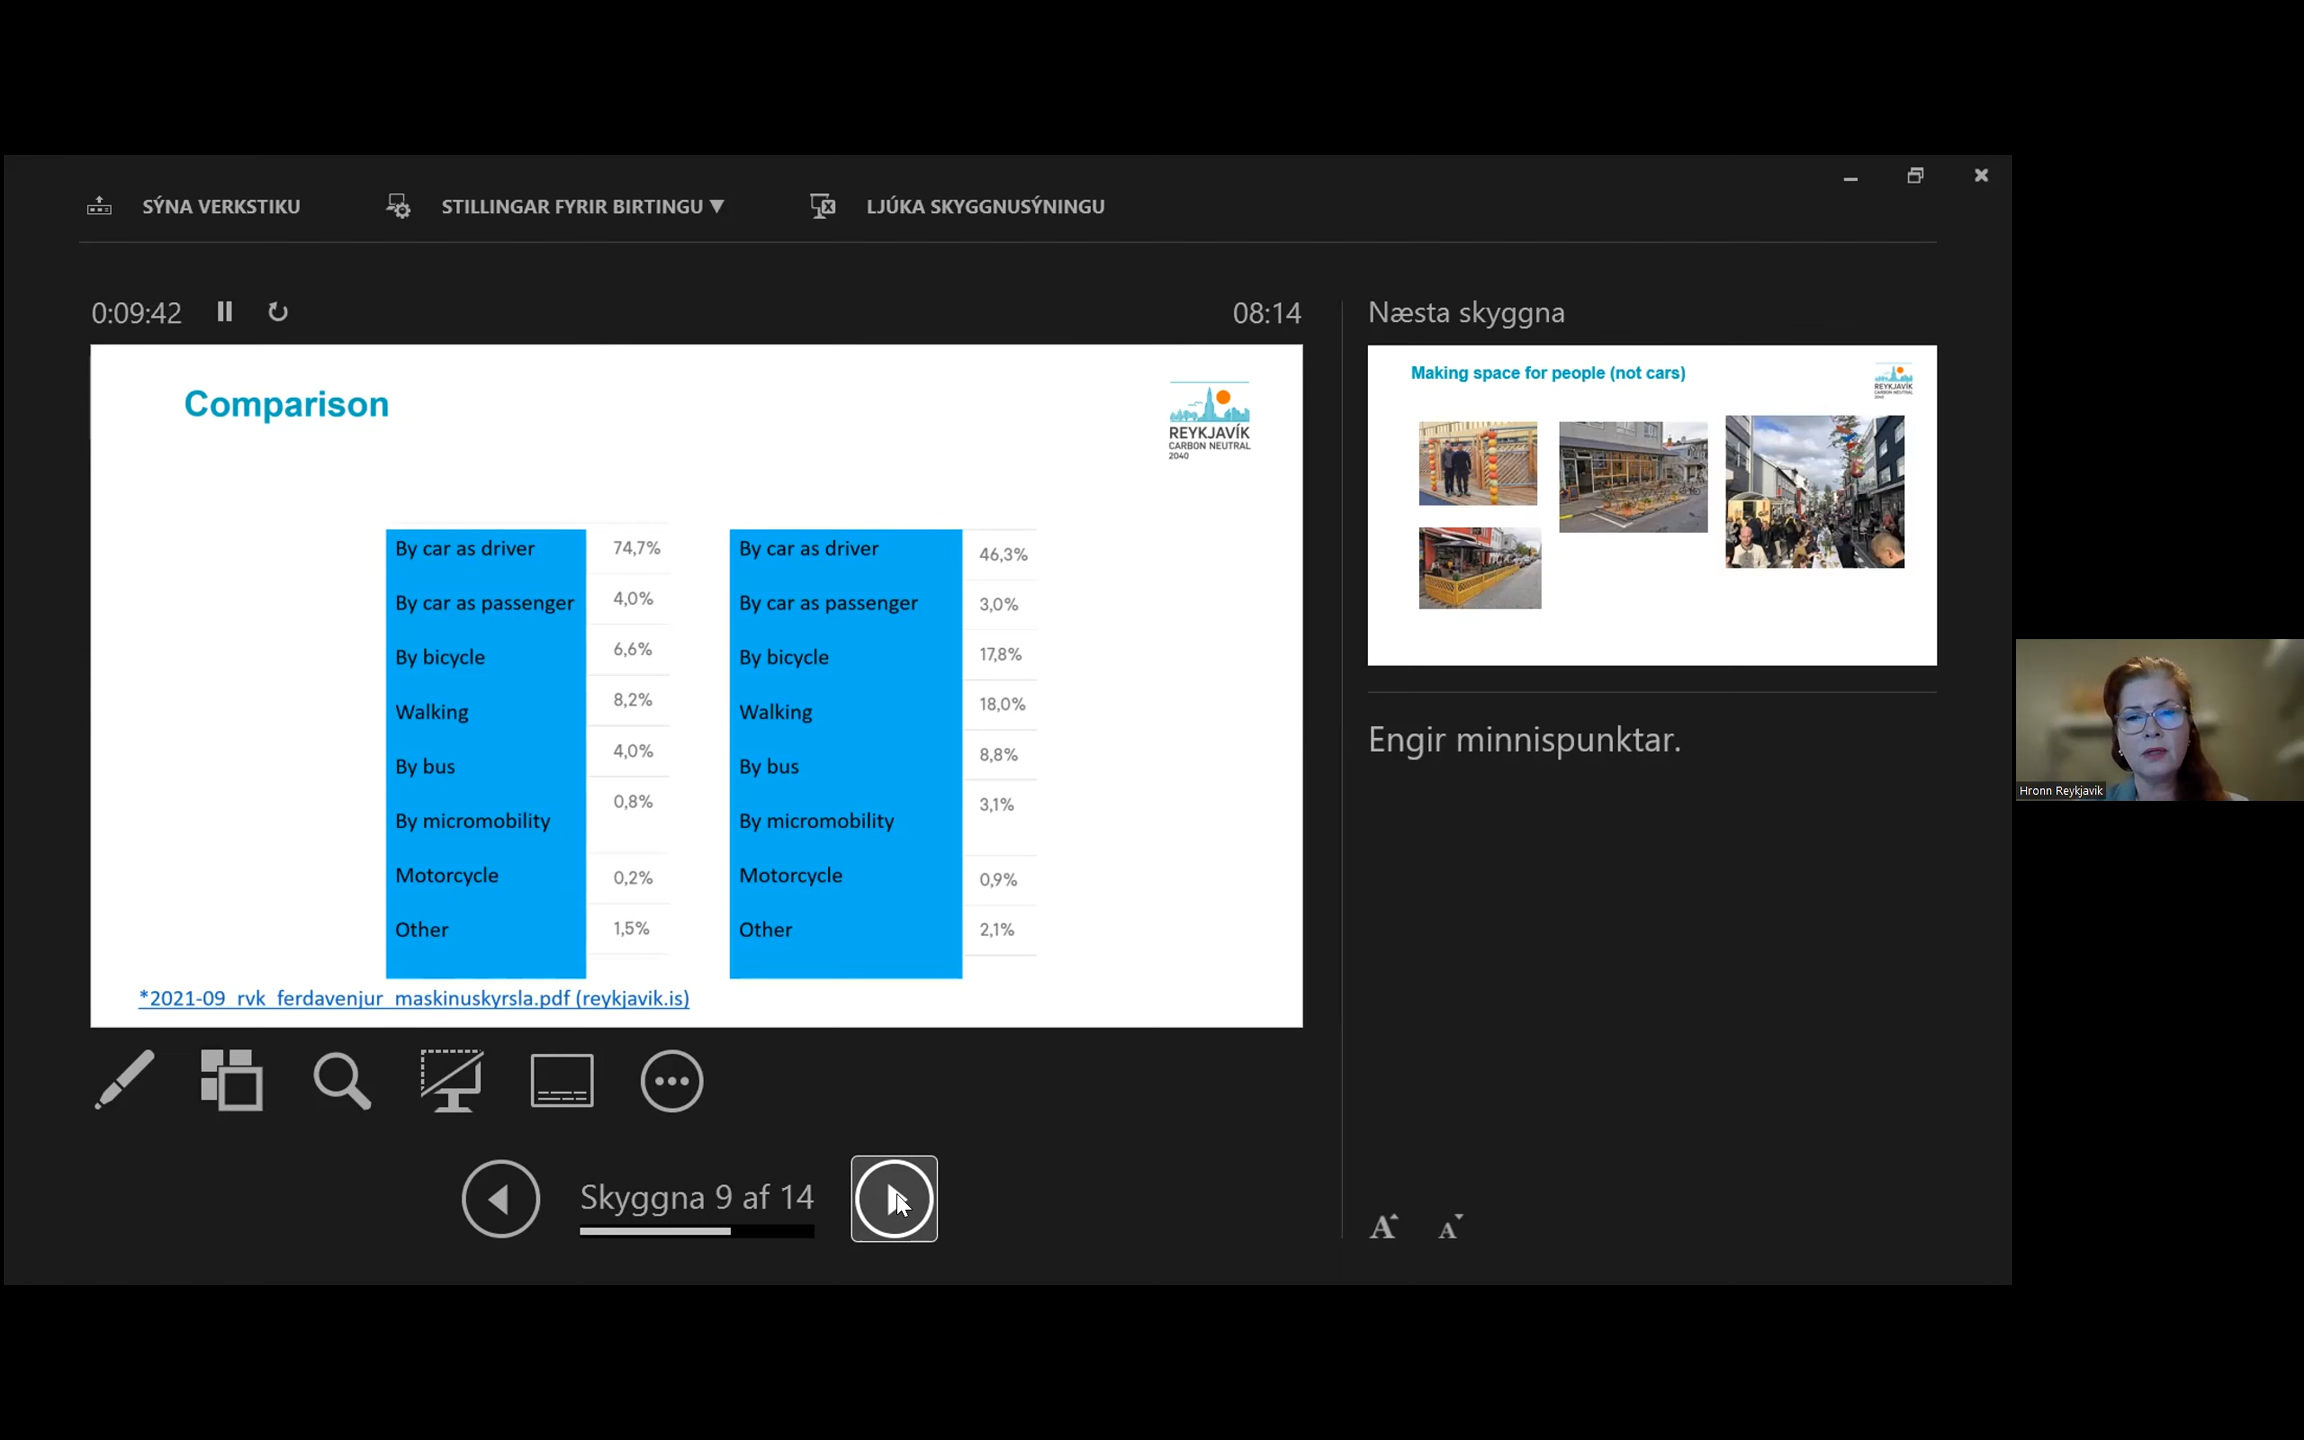 SÝNA VERKSTIKU
STILLINGAR FYRIR BIRTINGU ▼
LJÚKA SKYGGNUSÝNINGU
0:09:42
08:14
Næsta skyggna
Comparison
REYKJAVÍK
CARBON NEUTRAL
2040
By car as driver 74,7%
By car as passenger 4,0%
By bicycle 6,6%
Walking 8,2%
By bus 4,0%
By micromobility 0,8%
Motorcycle 0,2%
Other 1,5%
By car as driver 46,3%
By car as passenger 3,0%
By bicycle 17,8%
Walking 18,0%
By bus 8,8%
By micromobility 3,1%
Motorcycle 0,9%
Other 2,1%
*2021-09_rvk_ferdavenjur_maskinuskyrsla.pdf (reykjavik.is)
Making space for people (not cars)
REYKJAVÍK
CARBON NEUTRAL
2040
Engir minnispunktar.
Hronn Reykjavik
Skyggna 9 af 14
A A